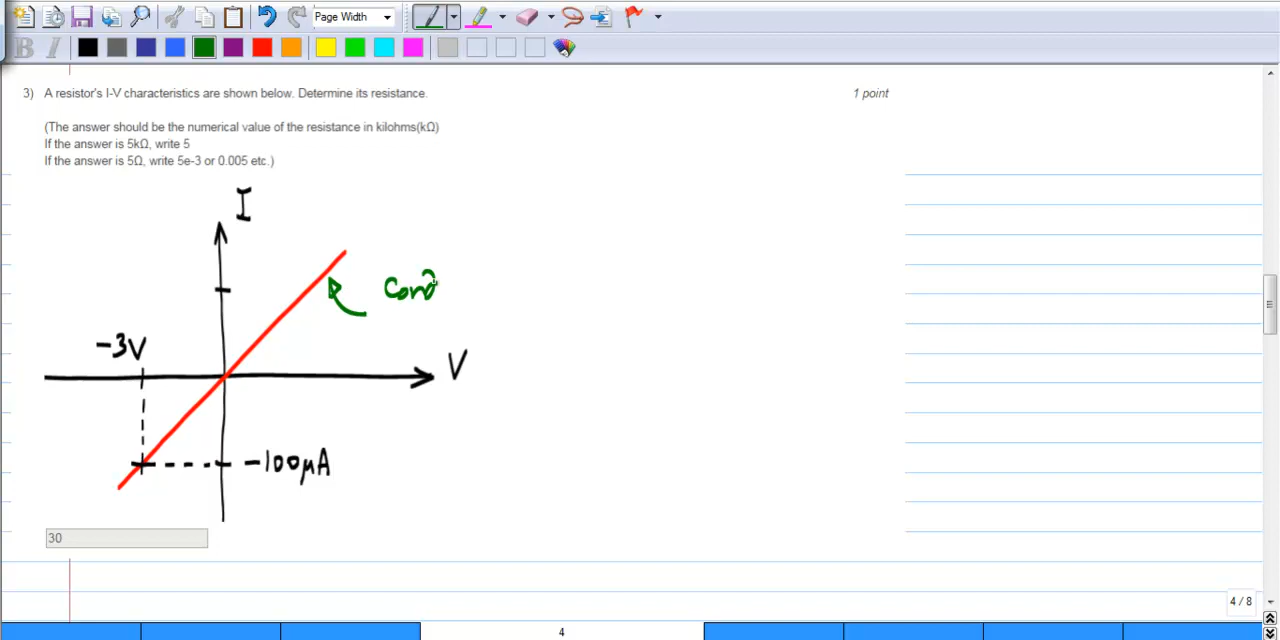 Page Width
B I
3) A resistor's I-V characteristics are shown below. Determine its resistance. 1 point
(The answer should be the numerical value of the resistance in kilohms(kΩ)
If the answer is 5kΩ, write 5
If the answer is 5Ω, write 5e-3 or 0.005 etc.)
I
Cond
-3V
V
-100μA
30
4 / 8
4